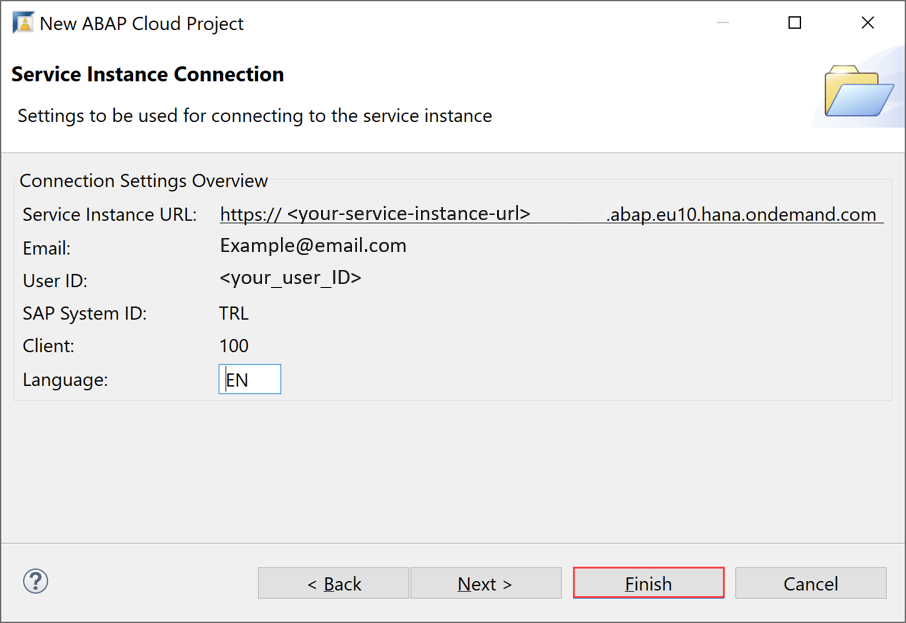 New ABAP Cloud Project
Service Instance Connection
Settings to be used for connecting to the service instance
Connection Settings Overview
Service Instance URL: https:// <your-service-instance-url> .abap.eu10.hana.ondemand.com
Email: Example@email.com
User ID: <your_user_ID>
SAP System ID: TRL
Client: 100
Language: EN
? < Back Next > Finish Cancel